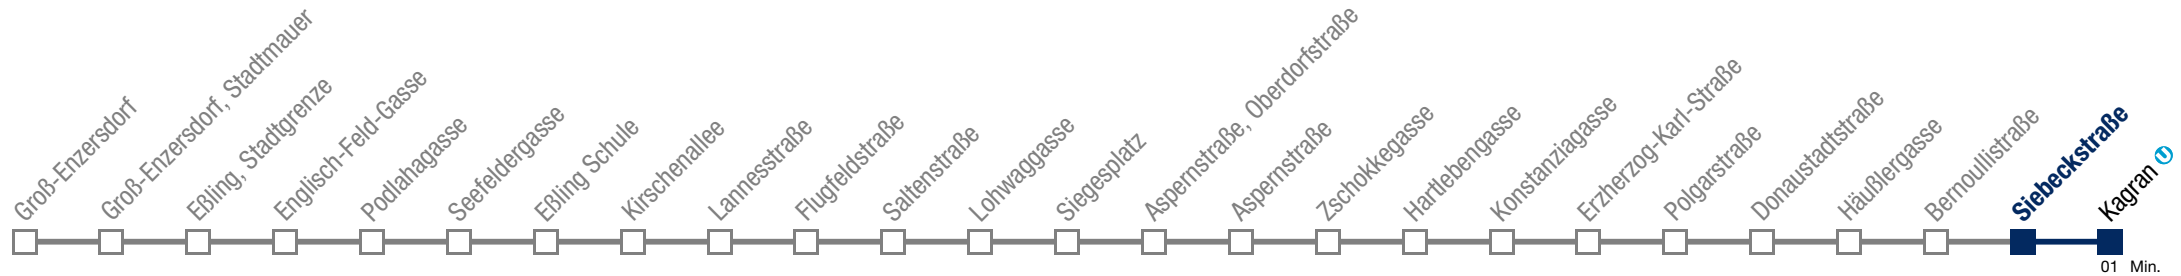 Groß-Enzersdorf
Groß-Enzersdorf, Stadtmauer
Eßling, Stadtgrenze
Englisch-Feld-Gasse
Podlahagasse
Seefeldergasse
Eßling Schule
Kirschenallee
Lannesstraße
Flugfeldstraße
Saltenstraße
Lohwaggasse
Siegesplatz
Aspernstraße, Oberdorfstraße
Aspernstraße
Zschokkegasse
Hartlebengasse
Konstanziagasse
Erzherzog-Karl-Straße
Polgarstraße
Donaustadtstraße
Häußlergasse
Bernoullistraße
Siebeckstraße
Kagran U
01 Min.